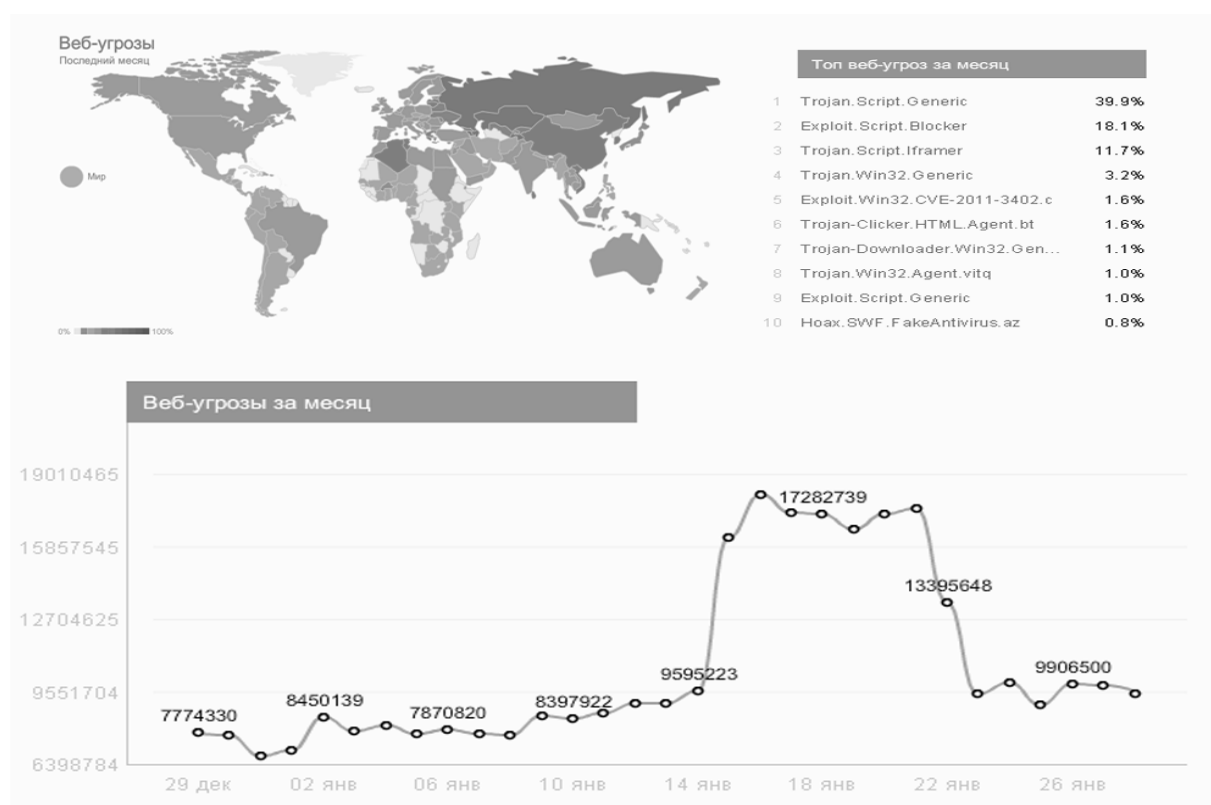 Веб-угрозы
Последний месяц
Мир
0% 100%
Топ веб-угроз за месяц
1 Trojan.Script.Generic 39.9%
2 Exploit.Script.Blocker 18.1%
3 Trojan.Script.Iframer 11.7%
4 Trojan.Win32.Generic 3.2%
5 Exploit.Win32.CVE-2011-3402.c 1.6%
6 Trojan-Clicker.HTML.Agent.bt 1.6%
7 Trojan-Downloader.Win32.Gen... 1.1%
8 Trojan.Win32.Agent.vitq 1.0%
9 Exploit.Script.Generic 1.0%
10 Hoax.SWF.FakeAntivirus.az 0.8%
Веб-угрозы за месяц
19010465
17282739
15857545
13395648
12704625
9595223
9906500
9551704
7774330 8450139 7870820 8397922
6398784
29 дек 02 янв 06 янв 10 янв 14 янв 18 янв 22 янв 26 янв